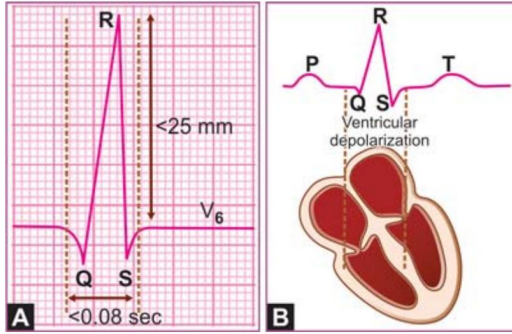 R
<25 mm
V6
Q
S
<0.08 sec
A
R
P
T
Q
S
Ventricular
depolarization
B